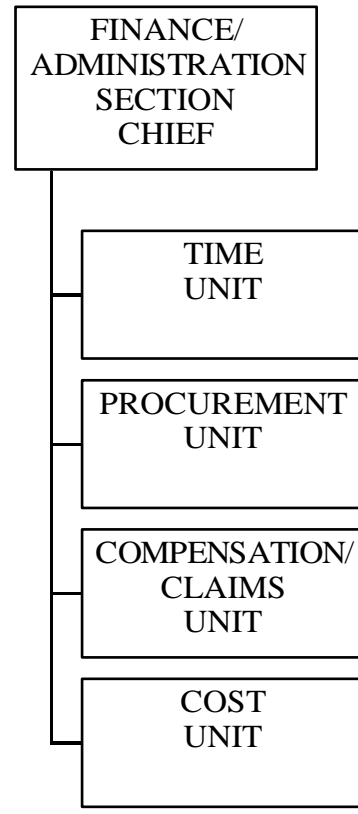 FINANCE/
ADMINISTRATION
SECTION
CHIEF
TIME
UNIT
PROCUREMENT
UNIT
COMPENSATION/
CLAIMS
UNIT
COST
UNIT